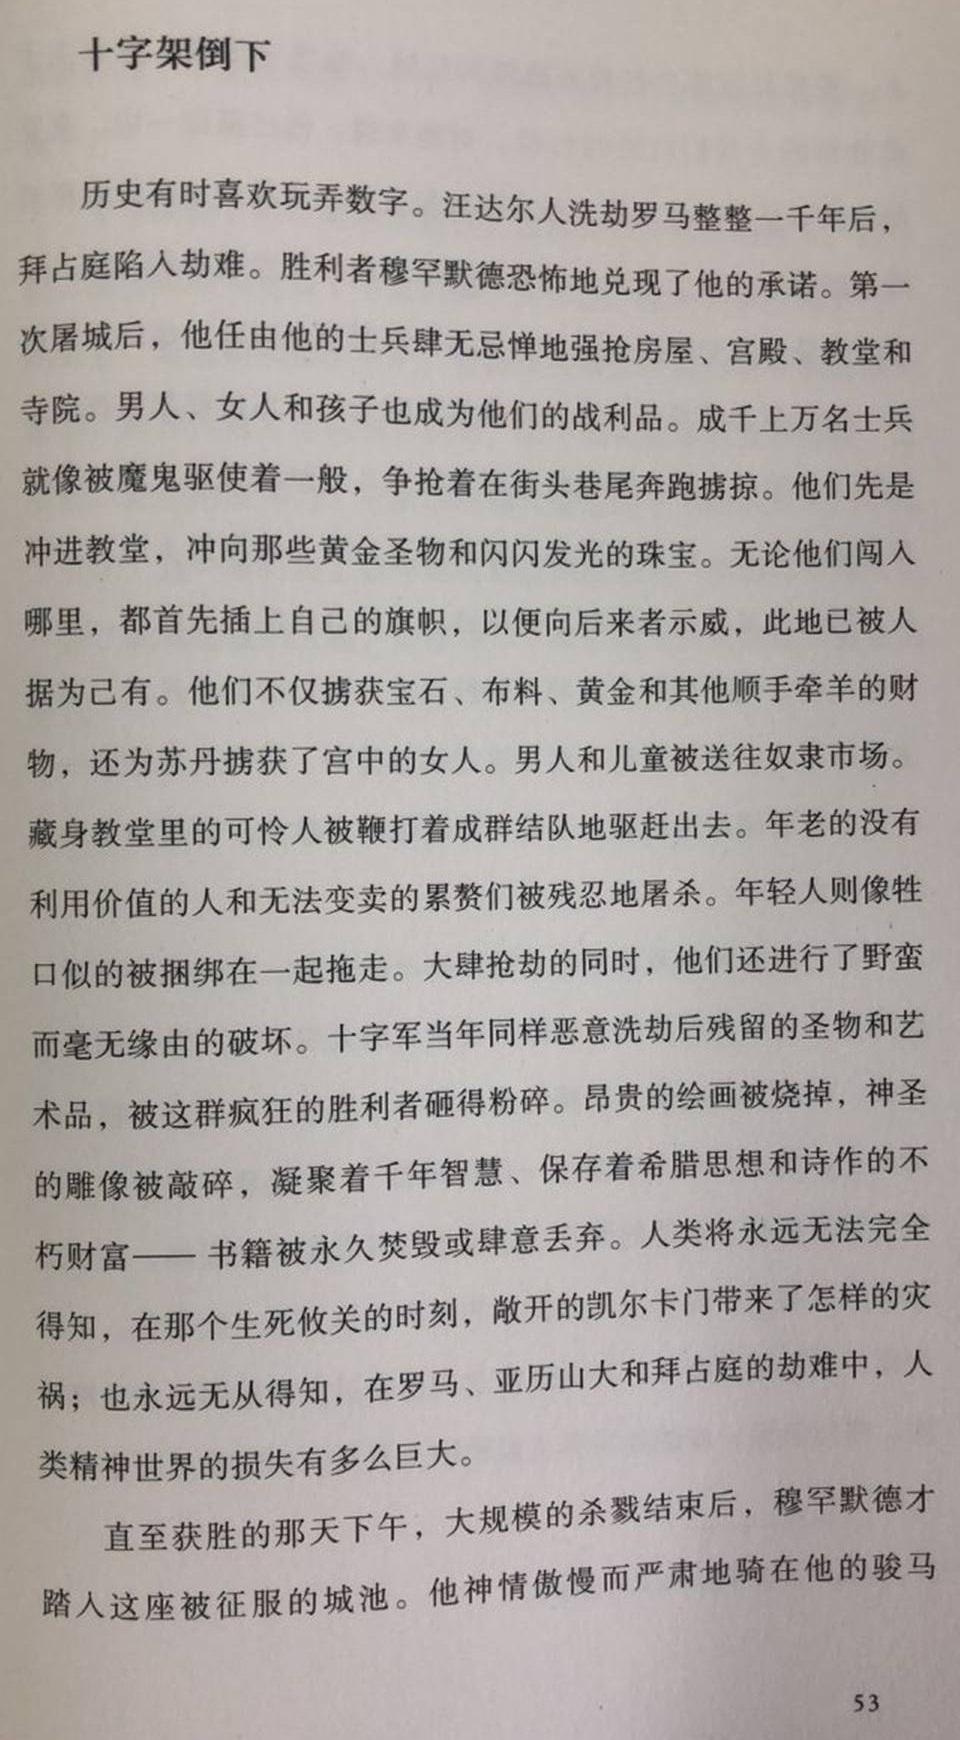 十字架倒下
历史有时喜欢玩弄数字。汪达尔人洗劫罗马整整一千年后，
拜占庭陷入劫难。胜利者穆罕默德恐怖地兑现了他的承诺。第一
次屠城后，他任由他的士兵肆无忌惮地强抢房屋、宫殿、教堂和
寺院。男人、女人和孩子也成为他们的战利品。成千上万名士兵
就像被魔鬼驱使着一般，争抢着在街头巷尾奔跑掳掠。他们先是
冲进教堂，冲向那些黄金圣物和闪闪发光的珠宝。无论他们闯入
哪里，都首先插上自己的旗帜，以便向后来者示威，此地已被人
据为己有。他们不仅掳获宝石、布料、黄金和其他顺手牵羊的财
物，还为苏丹掳获了宫中的女人。男人和儿童被送往奴隶市场。
藏身教堂里的可怜人被鞭打着成群结队地驱赶出去。年老的没有
利用价值的人和无法变卖的累赘们被残忍地屠杀。年轻人则像牲
口似的被捆绑在一起拖走。大肆抢劫的同时，他们还进行了野蛮
而毫无缘由的破坏。十字军当年同样恶意洗劫后残留的圣物和艺
术品，被这群疯狂的胜利者砸得粉碎。昂贵的绘画被烧掉，神圣
的雕像被敲碎，凝聚着千年智慧、保存着希腊思想和诗作的不
朽财富——书籍被永久焚毁或肆意丢弃。人类将永远无法完全
得知，在那个生死攸关的时刻，敞开的凯尔卡门带来了怎样的灾
祸；也永远无从得知，在罗马、亚历山大和拜占庭的劫难中，人
类精神世界的损失有多么巨大。
直至获胜的那天下午，大规模的杀戮结束后，穆罕默德才
踏入这座被征服的城池。他神情傲慢而严肃地骑在他的骏马
53